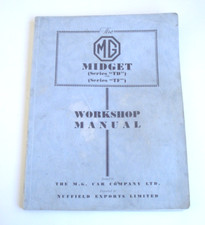 The
MG
MIDGET
(Series "TD")
(Series "TF")
WORKSHOP
MANUAL
THE M.G. CAR COMPANY LTD.
NUFFIELD EXPORTS LIMITED